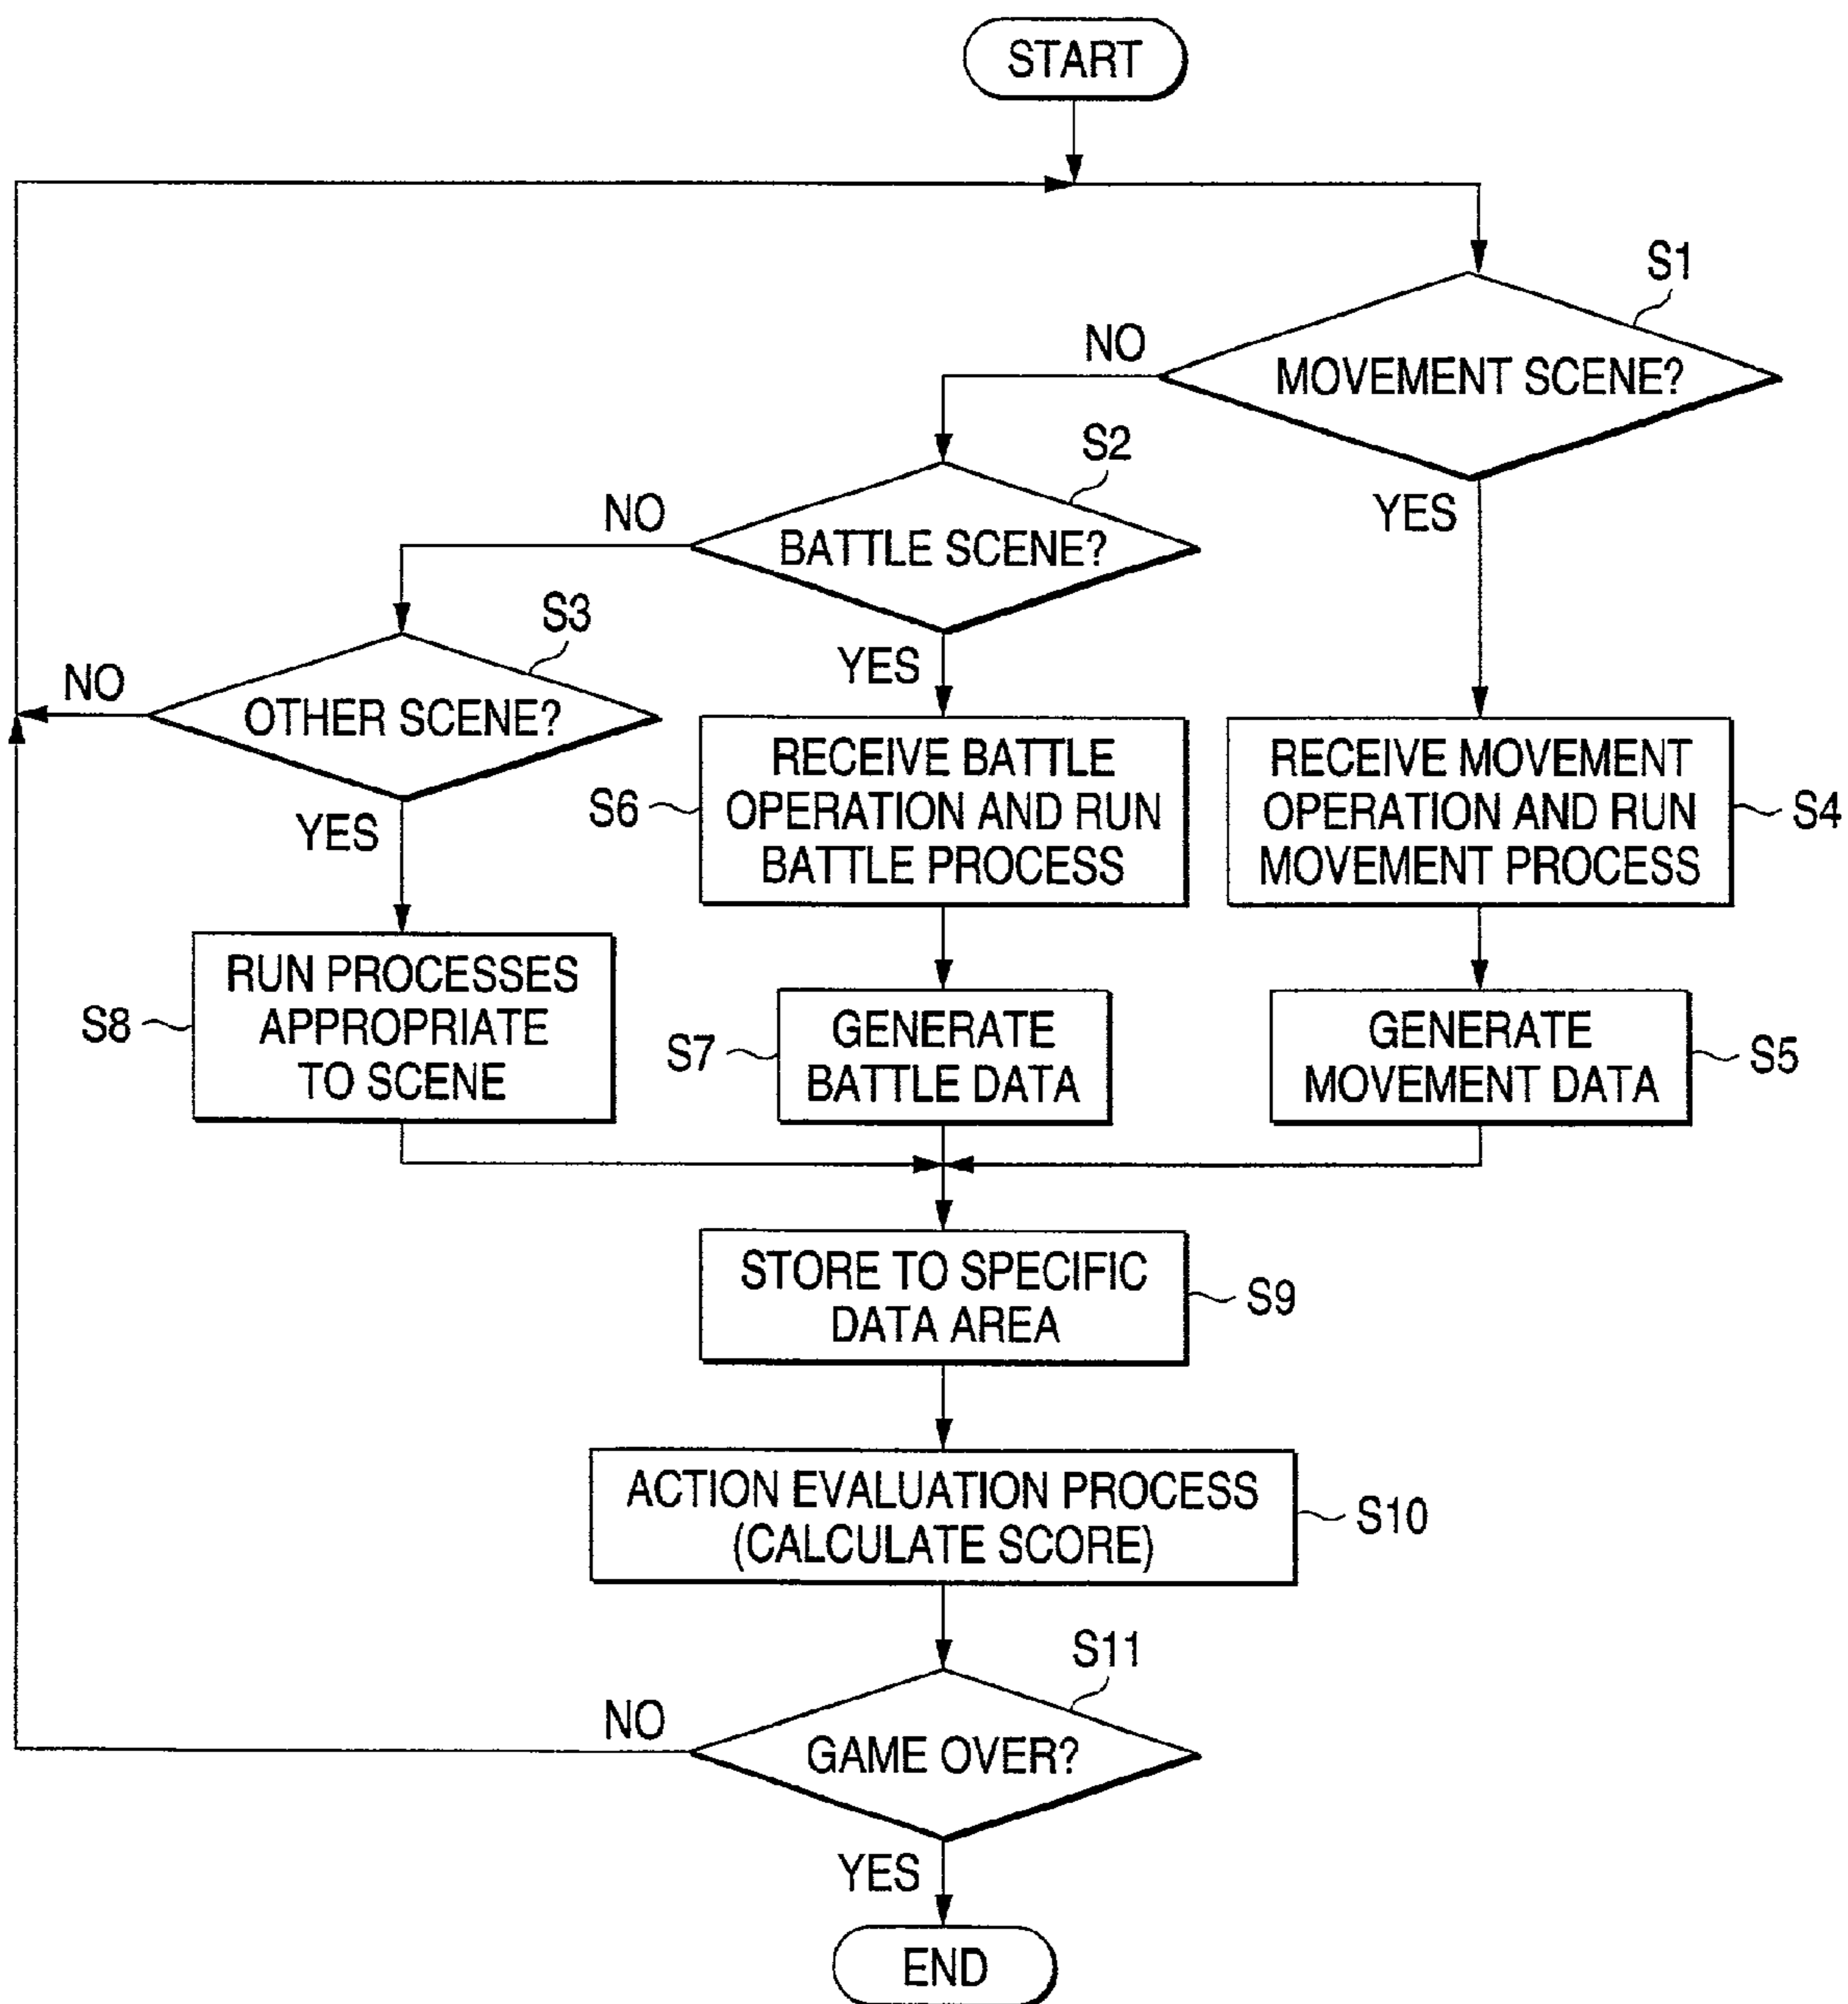 START
S1
NO
MOVEMENT SCENE?
S2
NO
YES
BATTLE SCENE?
S3
NO
YES
OTHER SCENE?
YES
S6
RECEIVE BATTLE
OPERATION AND RUN
BATTLE PROCESS
RECEIVE MOVEMENT
OPERATION AND RUN
MOVEMENT PROCESS
S4
S8
RUN PROCESSES
APPROPRIATE
TO SCENE
S7
GENERATE
BATTLE DATA
GENERATE
MOVEMENT DATA
S5
STORE TO SPECIFIC
DATA AREA
S9
ACTION EVALUATION PROCESS
(CALCULATE SCORE)
S10
S11
NO
GAME OVER?
YES
END